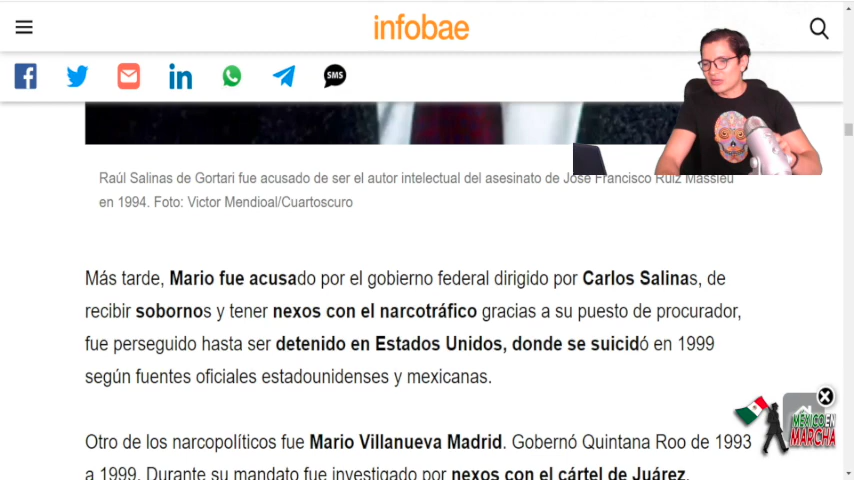 infobae
SMS
Raúl Salinas de Gortari fue acusado de ser el autor intelectual del asesinato de José Francisco Ruiz Massieu
en 1994. Foto: Victor Mendioal/Cuartoscuro
Más tarde, Mario fue acusado por el gobierno federal dirigido por Carlos Salinas, de
recibir sobornos y tener nexos con el narcotráfico gracias a su puesto de procurador,
fue perseguido hasta ser detenido en Estados Unidos, donde se suicidó en 1999
según fuentes oficiales estadounidenses y mexicanas.
MÉXICO EN
MARCHA
Otro de los narcopolíticos fue Mario Villanueva Madrid. Gobernó Quintana Roo de 1993
a 1999. Durante su mandato fue investigado por nexos con el cártel de Juárez.